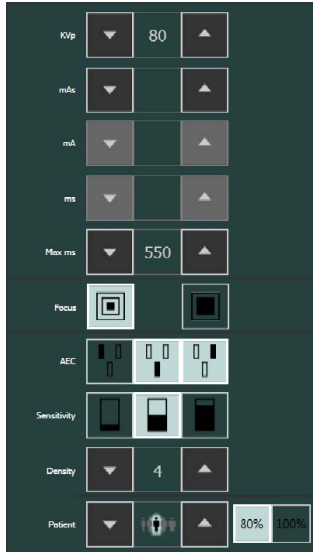 KVp 80
mAs
mA
ms
Max ms 550
Focus
AEC
Sensitivity
Density 4
Patient 80% 100%